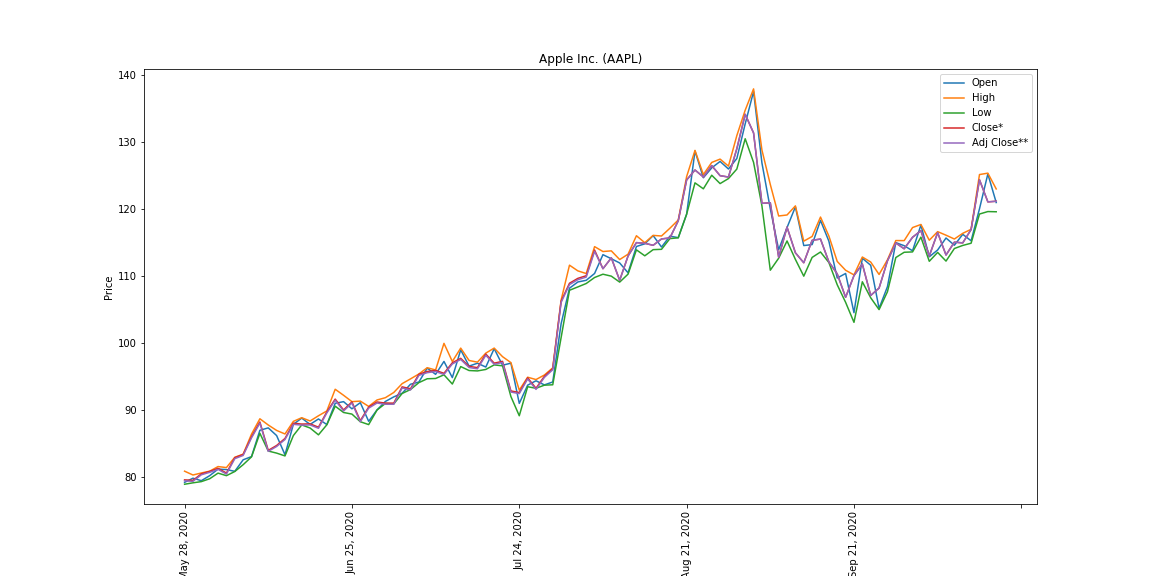 Apple Inc. (AAPL)
140
130
120
110
100
90
80
Price
Open
High
Low
Close*
Adj Close**
May 28, 2020
Jun 25, 2020
Jul 24, 2020
Aug 21, 2020
Sep 21, 2020